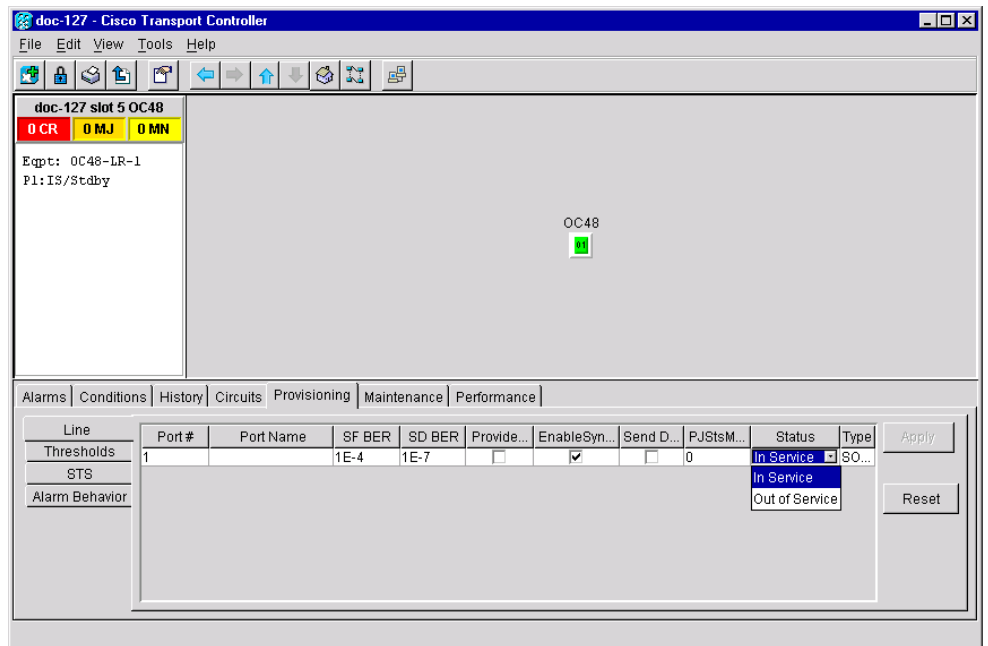 doc-127 - Cisco Transport Controller
File Edit View Tools Help
doc-127 slot 5 OC48
0 CR 0 MJ 0 MN
Eqpt: OC48-LR-1
P1:IS/Stdby
OC48
01
Alarms Conditions History Circuits Provisioning Maintenance Performance
Line
Thresholds
STS
Alarm Behavior
Port # Port Name SF BER SD BER Provide... EnableSyn... Send D... PJStsM... Status Type
1 1E-4 1E-7 0 In Service SO...
In Service
Out of Service
Apply
Reset